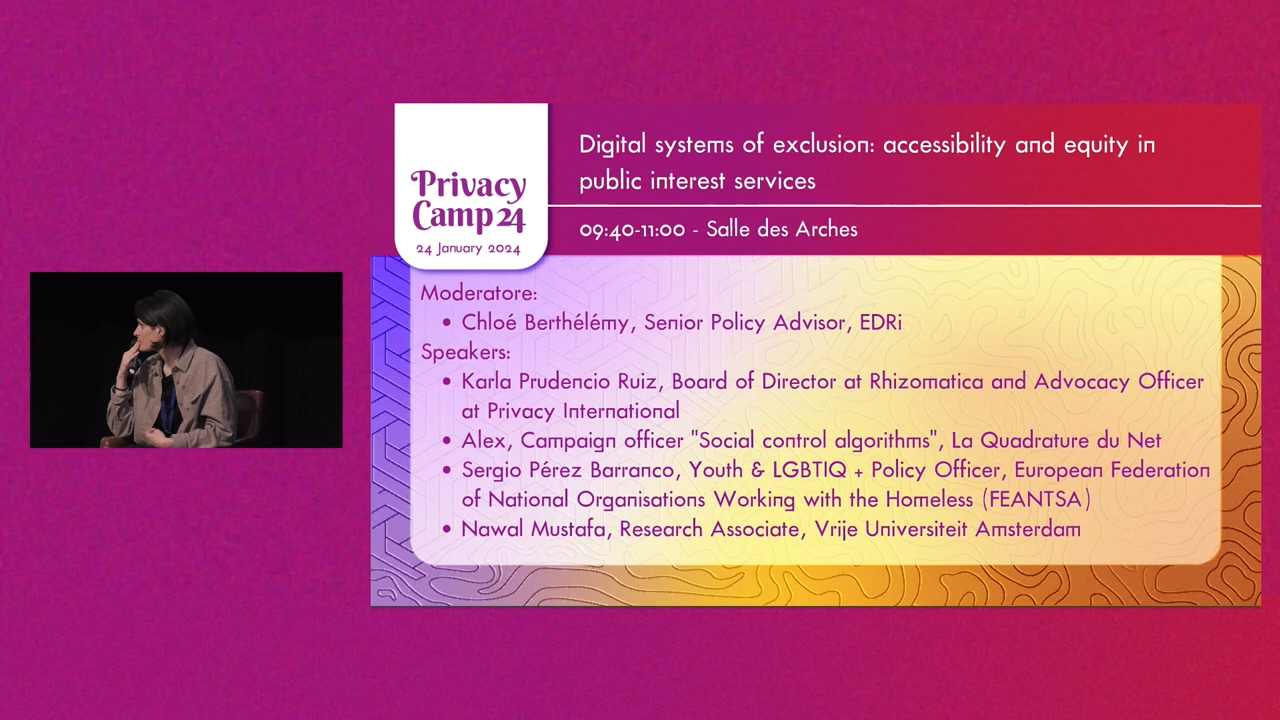 Privacy
Camp 24
24 January 2024
Digital systems of exclusion: accessibility and equity in
public interest services
09:40-11:00 - Salle des Arches
Moderatore:
• Chloé Berthélémy, Senior Policy Advisor, EDRi
Speakers:
• Karla Prudencio Ruiz, Board of Director at Rhizomatica and Advocacy Officer
at Privacy International
• Alex, Campaign officer "Social control algorithms", La Quadrature du Net
• Sergio Pérez Barranco, Youth & LGBTIQ + Policy Officer, European Federation
of National Organisations Working with the Homeless (FEANTSA)
• Nawal Mustafa, Research Associate, Vrije Universiteit Amsterdam